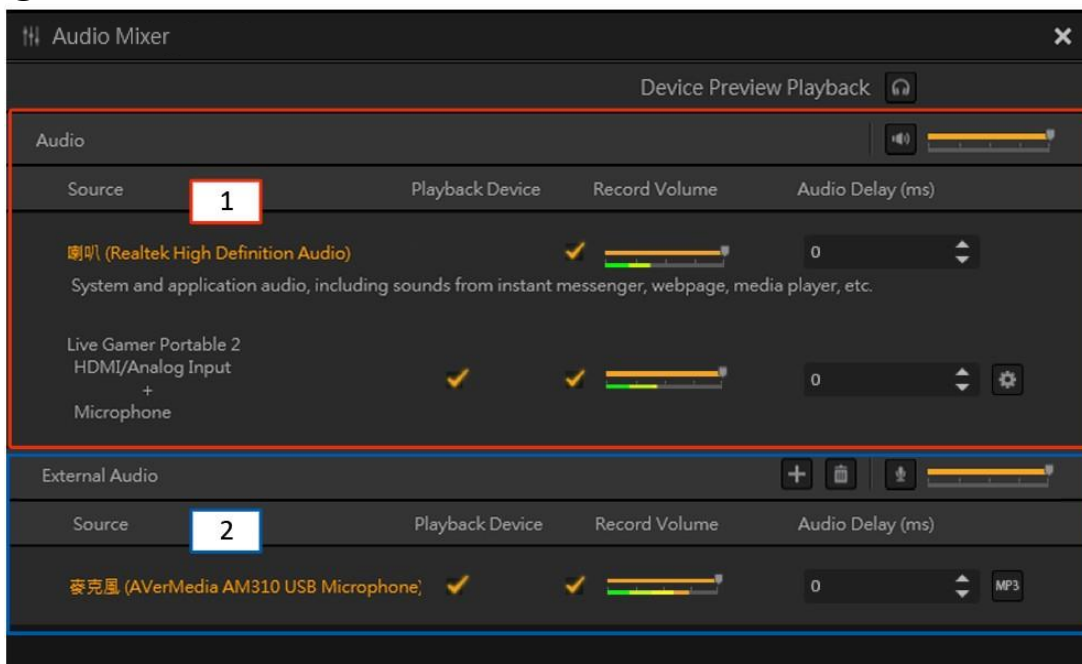 Audio Mixer
Device Preview Playback
Audio
Source
1
Playback Device
Record Volume
Audio Delay (ms)
喇叭 (Realtek High Definition Audio)
0
System and application audio, including sounds from instant messenger, webpage, media player, etc.
Live Gamer Portable 2
HDMI/Analog Input
+
Microphone
0
External Audio
Source
2
Playback Device
Record Volume
Audio Delay (ms)
麥克風 (AVerMedia AM310 USB Microphone)
0
MP3